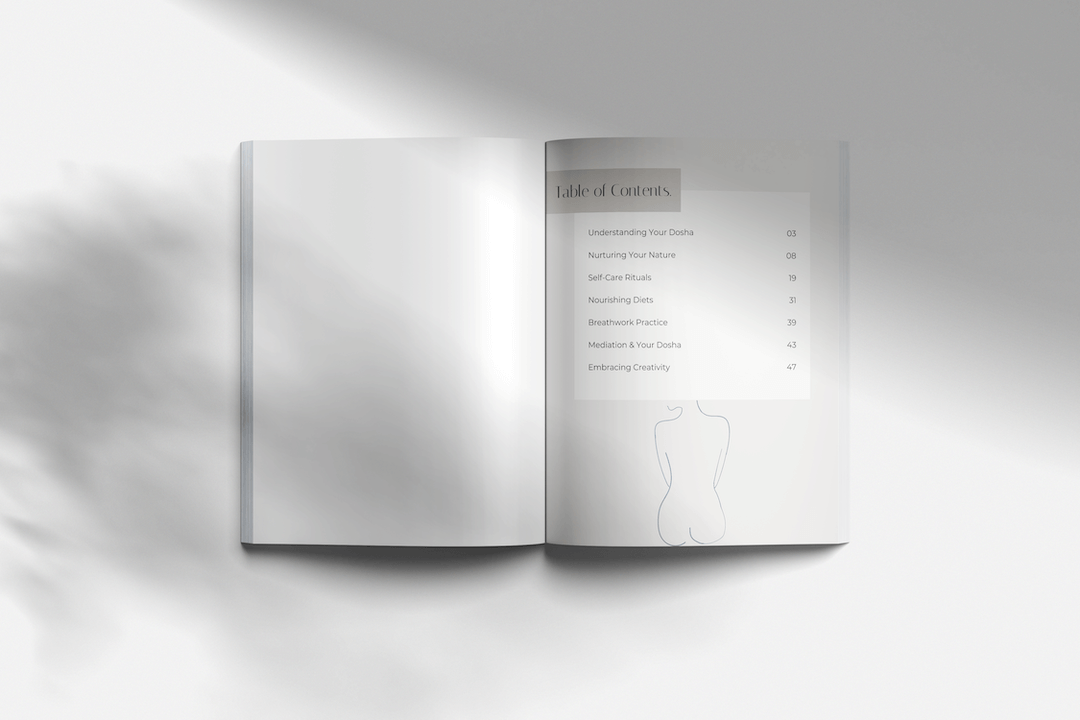 Table of Contents.
Understanding Your Dosha 03
Nurturing Your Nature 08
Self-Care Rituals 19
Nourishing Diets 31
Breathwork Practice 39
Mediation & Your Dosha 43
Embracing Creativity 47